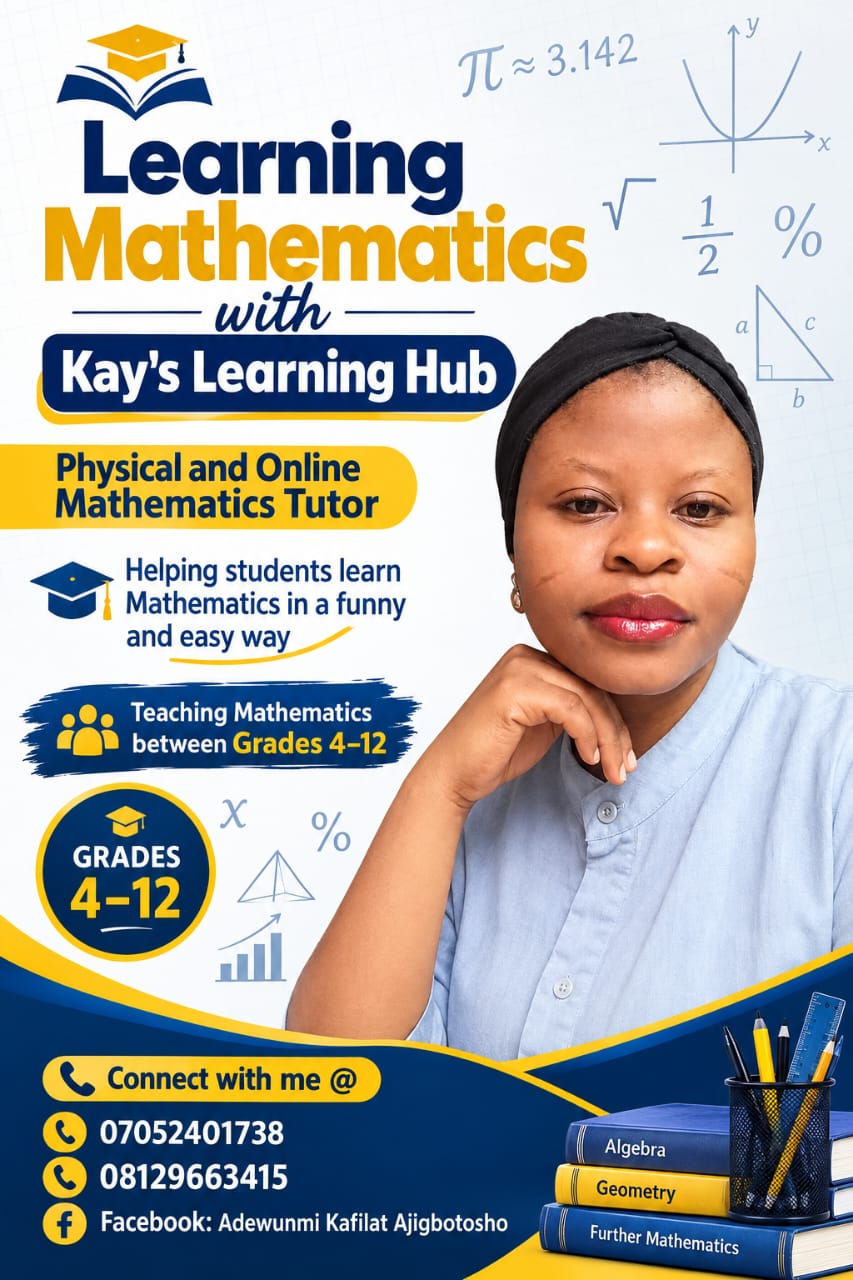 π ≈ 3.142
y
x
√
1
2
%
a
c
b
Learning
Mathematics
with
Kay's Learning Hub
Physical and Online
Mathematics Tutor
Helping students learn
Mathematics in a funny
and easy way
Teaching Mathematics
between Grades 4–12
GRADES
4–12
x
%
Connect with me @
07052401738
08129663415
Facebook: Adewunmi Kafilat Ajigbotosho
Algebra
Geometry
Further Mathematics